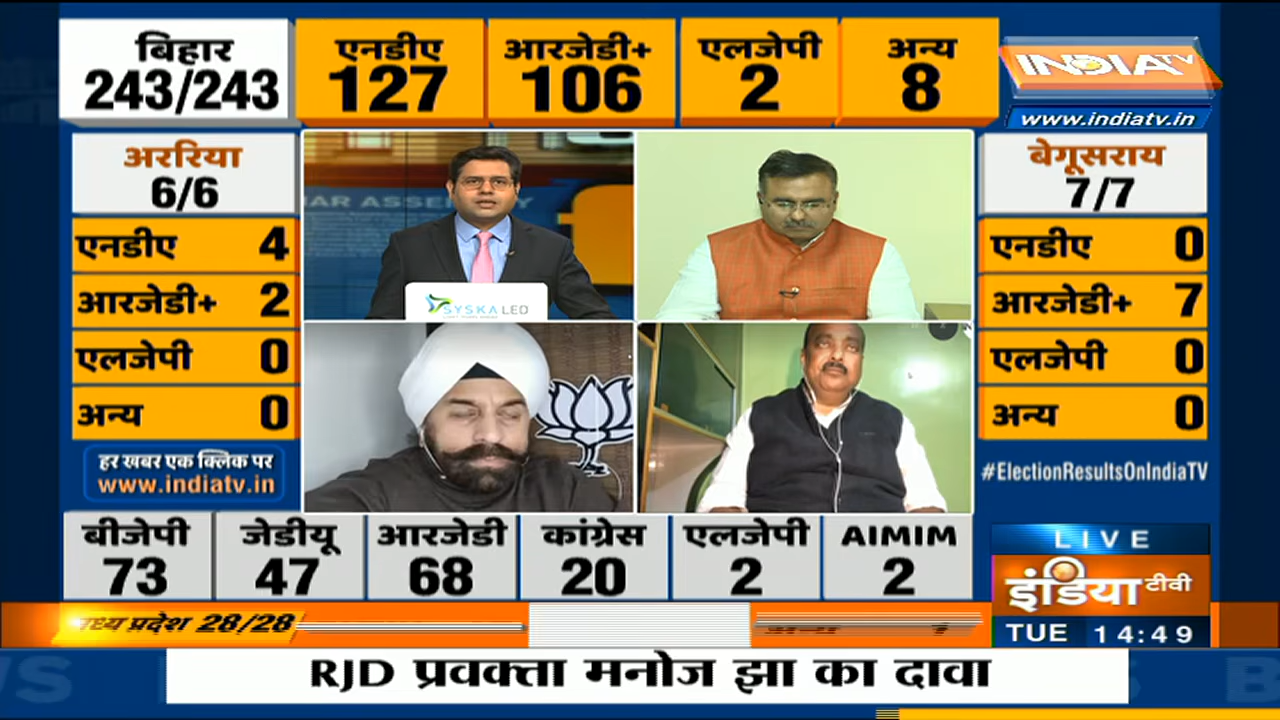 बिहार
243/243
एनडीए
127
आरजेडी+
106
एलजेपी
2
अन्य
8
INDIA TV
www.indiatv.in
अररिया
6/6
एनडीए 4
आरजेडी+ 2
एलजेपी 0
अन्य 0
हर खबर एक क्लिक पर
www.indiatv.in
SYSKA LED
बेगूसराय
7/7
एनडीए 0
आरजेडी+ 7
एलजेपी 0
अन्य 0
#ElectionResultsOnIndiaTV
बीजेपी
73
जेडीयू
47
आरजेडी
68
कांग्रेस
20
एलजेपी
2
AIMIM
2
LIVE
इंडिया टीवी
TUE 14:49
मध्य प्रदेश 28/28
RJD प्रवक्ता मनोज झा का दावा